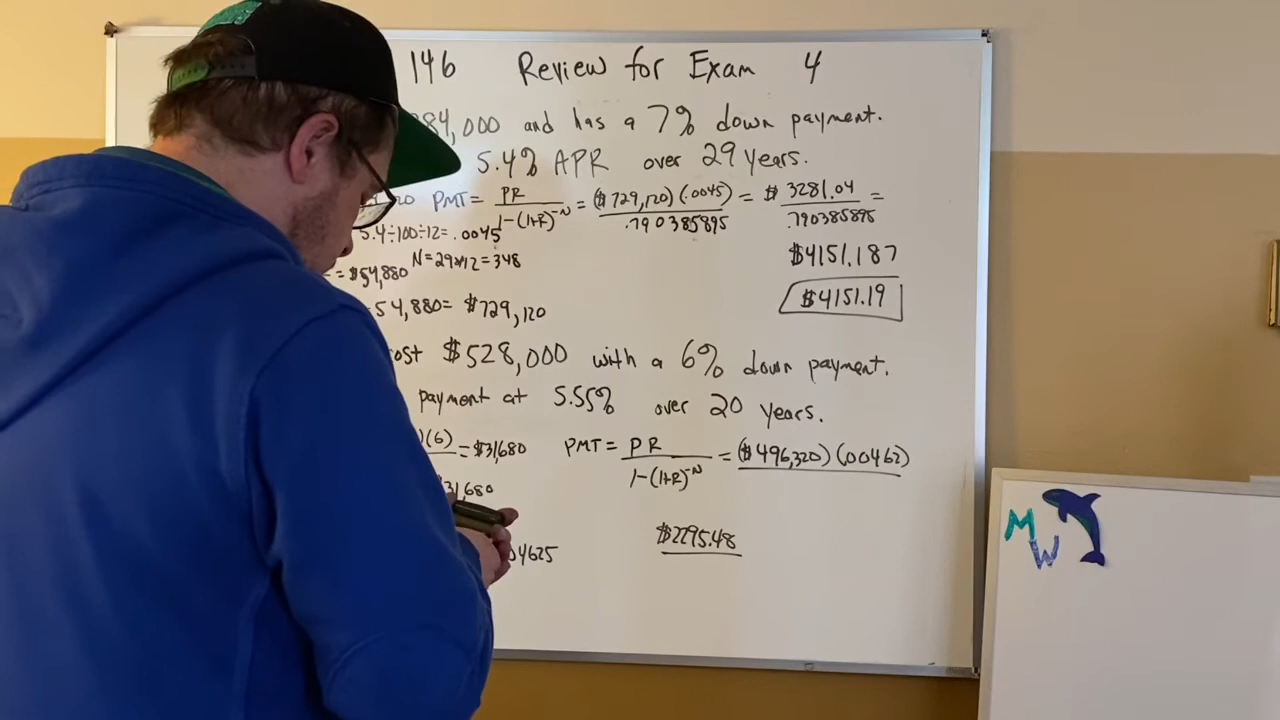 146 Review for Exam 4
84,000 and has a 7% down payment.
5.4% APR over 29 years.
20 PMT = PR / 1-(1+R)^-N = ($729,120)(.0045) / .790385895 = $3281.04 / .790385895 =
5.4÷100÷12=.0045
N=29*12=348
$4151.187
= $54,880
$4151.19
54,880= $729,120
ost $528,000 with a 6% down payment.
payment at 5.55% over 20 years.
)(6) = $31,680 PMT = PR / 1-(1+R)^-N = ($496,320)(.00462)
31,680
$2295.48
04625
M
W